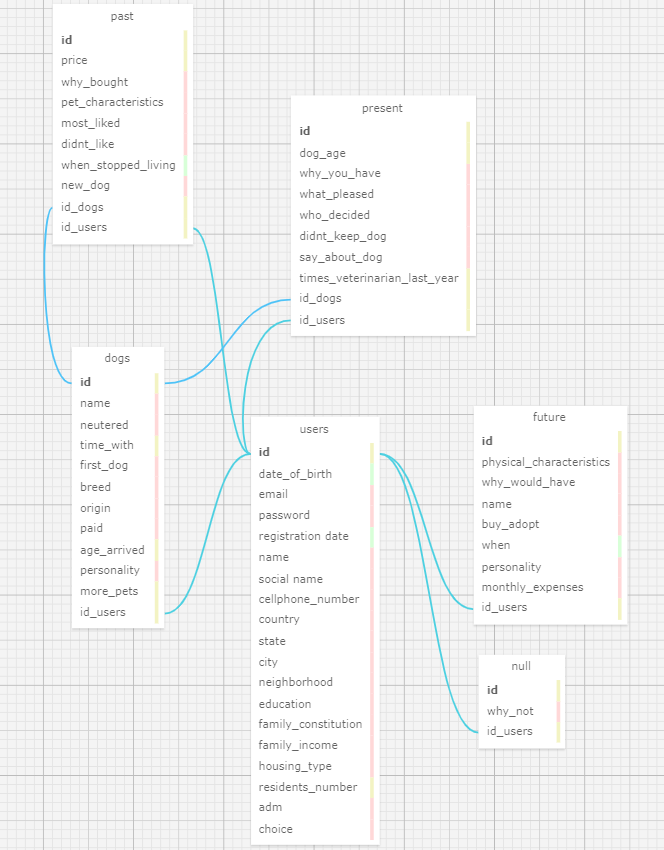 past
id
price
why_bought
pet_characteristics
most_liked
didnt_like
when_stopped_living
new_dog
id_dogs
id_users
present
id
dog_age
why_you_have
what_pleased
who_decided
didnt_keep_dog
say_about_dog
times_veterinarian_last_year
id_dogs
id_users
dogs
id
name
neutered
time_with
first_dog
breed
origin
paid
age_arrived
personality
more_pets
id_users
users
id
date_of_birth
email
password
registration date
name
social name
cellphone_number
country
state
city
neighborhood
education
family_constitution
family_income
housing_type
residents_number
adm
choice
future
id
physical_characteristics
why_would_have
name
buy_adopt
when
personality
monthly_expenses
id_users
null
id
why_not
id_users